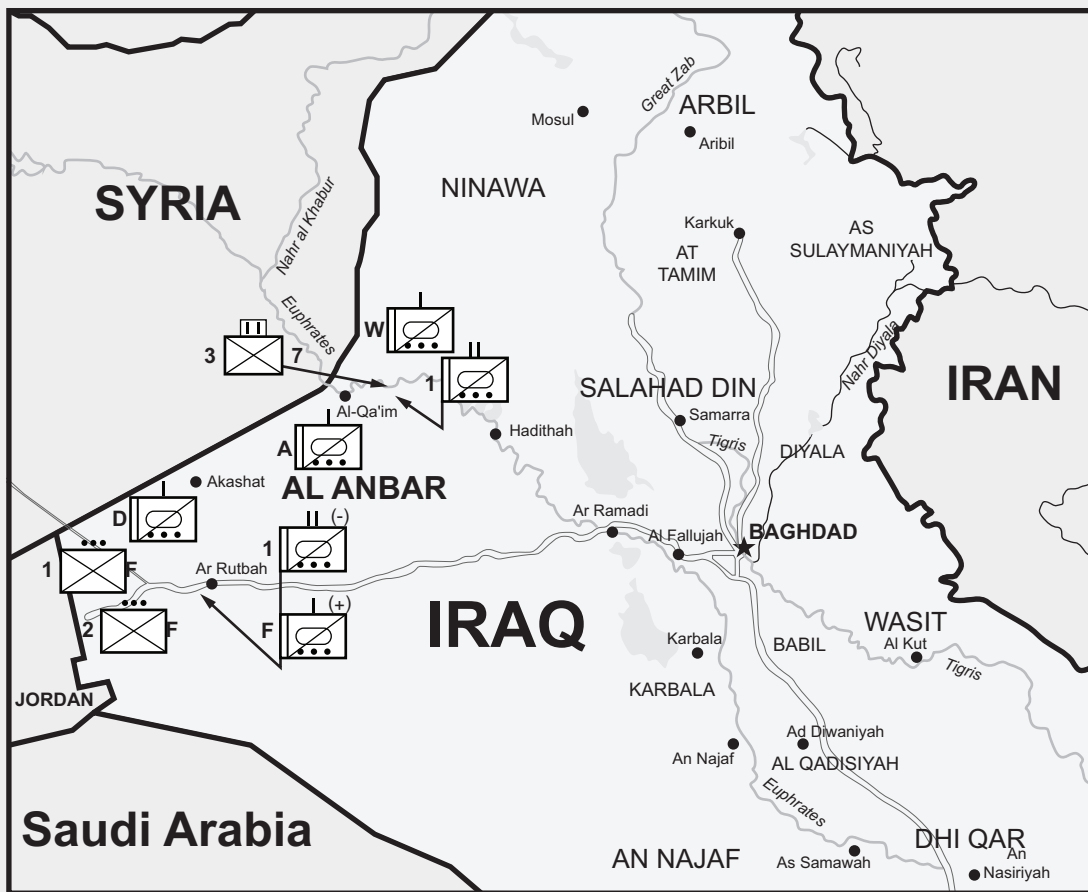 Great Zab
ARBIL
Mosul
Aribil
NINAWA
SYRIA
Nahr al Khabur
Karkuk
AS
SULAYMANIYAH
AT
TAMIM
Euphrates
W
3
7
1
Nahr Diyala
IRAN
SALAHAD DIN
Al-Qa'im
Samarra
Hadithah
Tigris
A
DIYALA
Akashat
AL ANBAR
D
(-)
Ar Ramadi
Al Fallujah
BAGHDAD
1
1
F
Ar Rutbah
(+)
2
F
F
IRAQ
WASIT
Karbala
BABIL
Al Kut
Tigris
KARBALA
JORDAN
Ad Diwaniyah
An Najaf
AL QADISIYAH
Euphrates
Saudi Arabia
DHI QAR
AN NAJAF
As Samawah
An
Nasiriyah